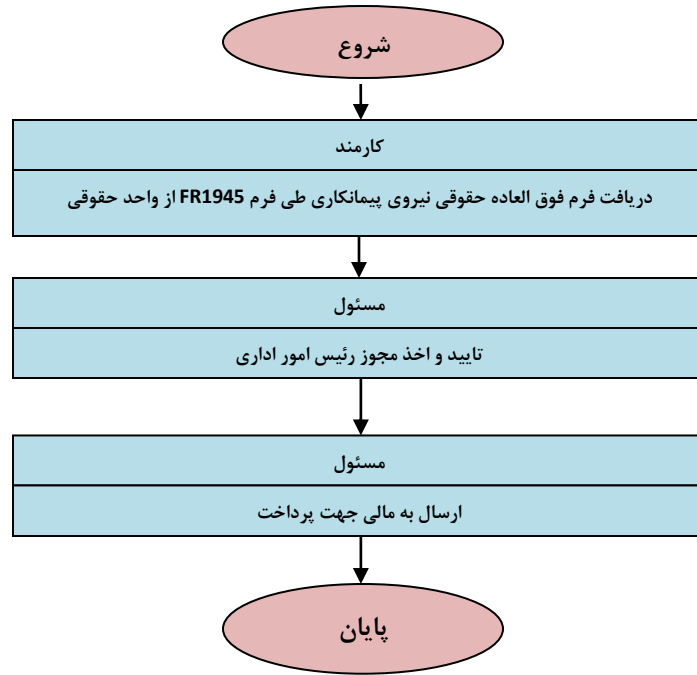 شروع
کارمند
دریافت فرم فوق العاده حقوقی نیروی پیمانکاری طی فرم FR1945 از واحد حقوقی
مسئول
تایید و اخذ مجوز رئیس امور اداری
مسئول
ارسال به مالی جهت پرداخت
پایان